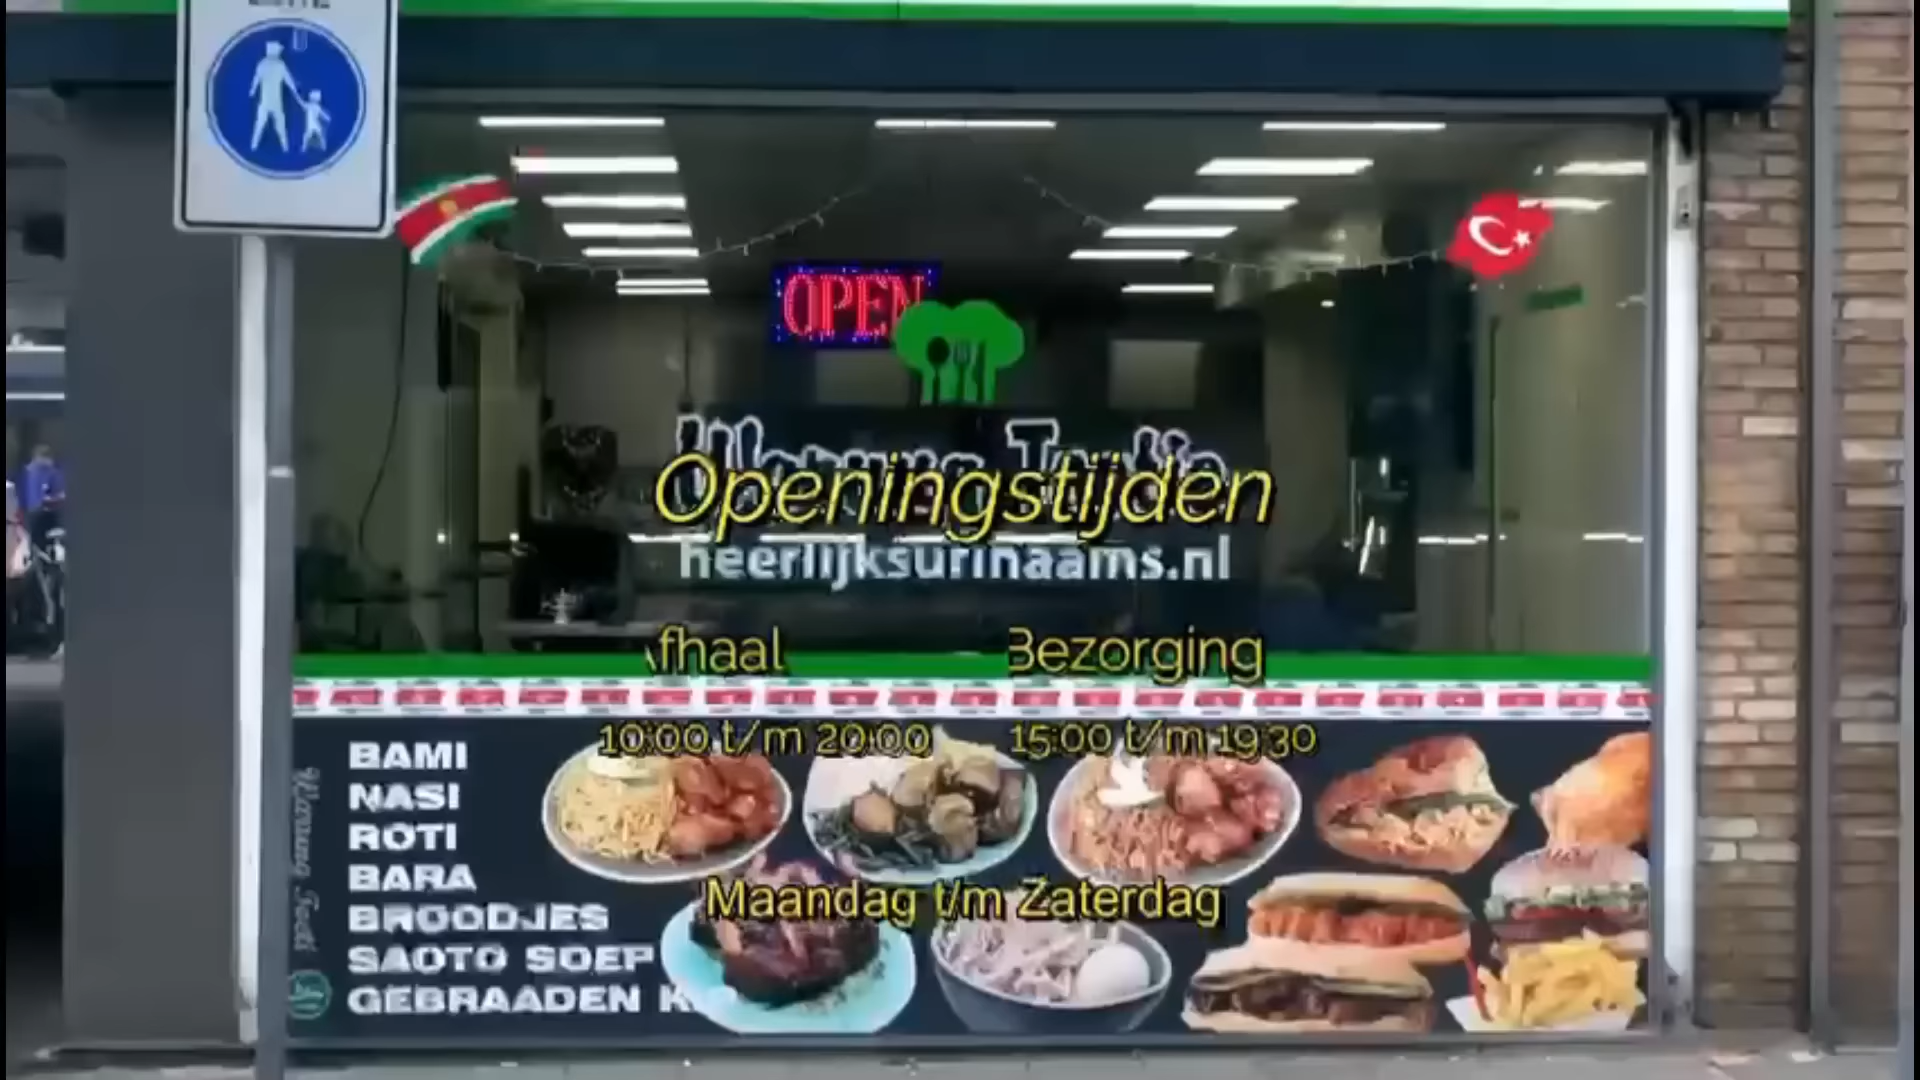 OPEN
Openingstijden
heerlijksurinaams.nl
fhaal
Bezorging
10:00 t/m 20:00
15:00 t/m 19:30
Maandag t/m Zaterdag
BAMI
NASI
ROTI
BARA
BROODJES
SAOTO SOEP
GEBRAADEN